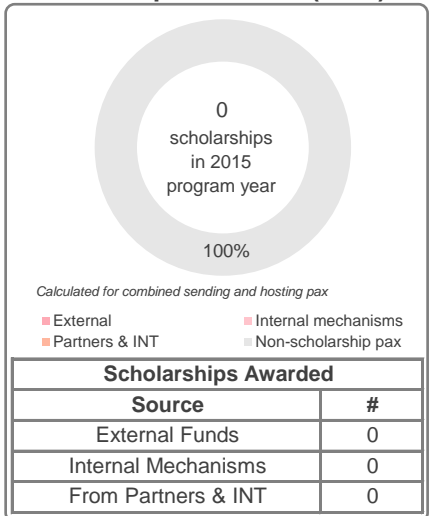 0
scholarships
in 2015
program year
100%
Calculated for combined sending and hosting pax
External
Internal mechanisms
Partners & INT
Non-scholarship pax
Scholarships Awarded
Source #
External Funds 0
Internal Mechanisms 0
From Partners & INT 0